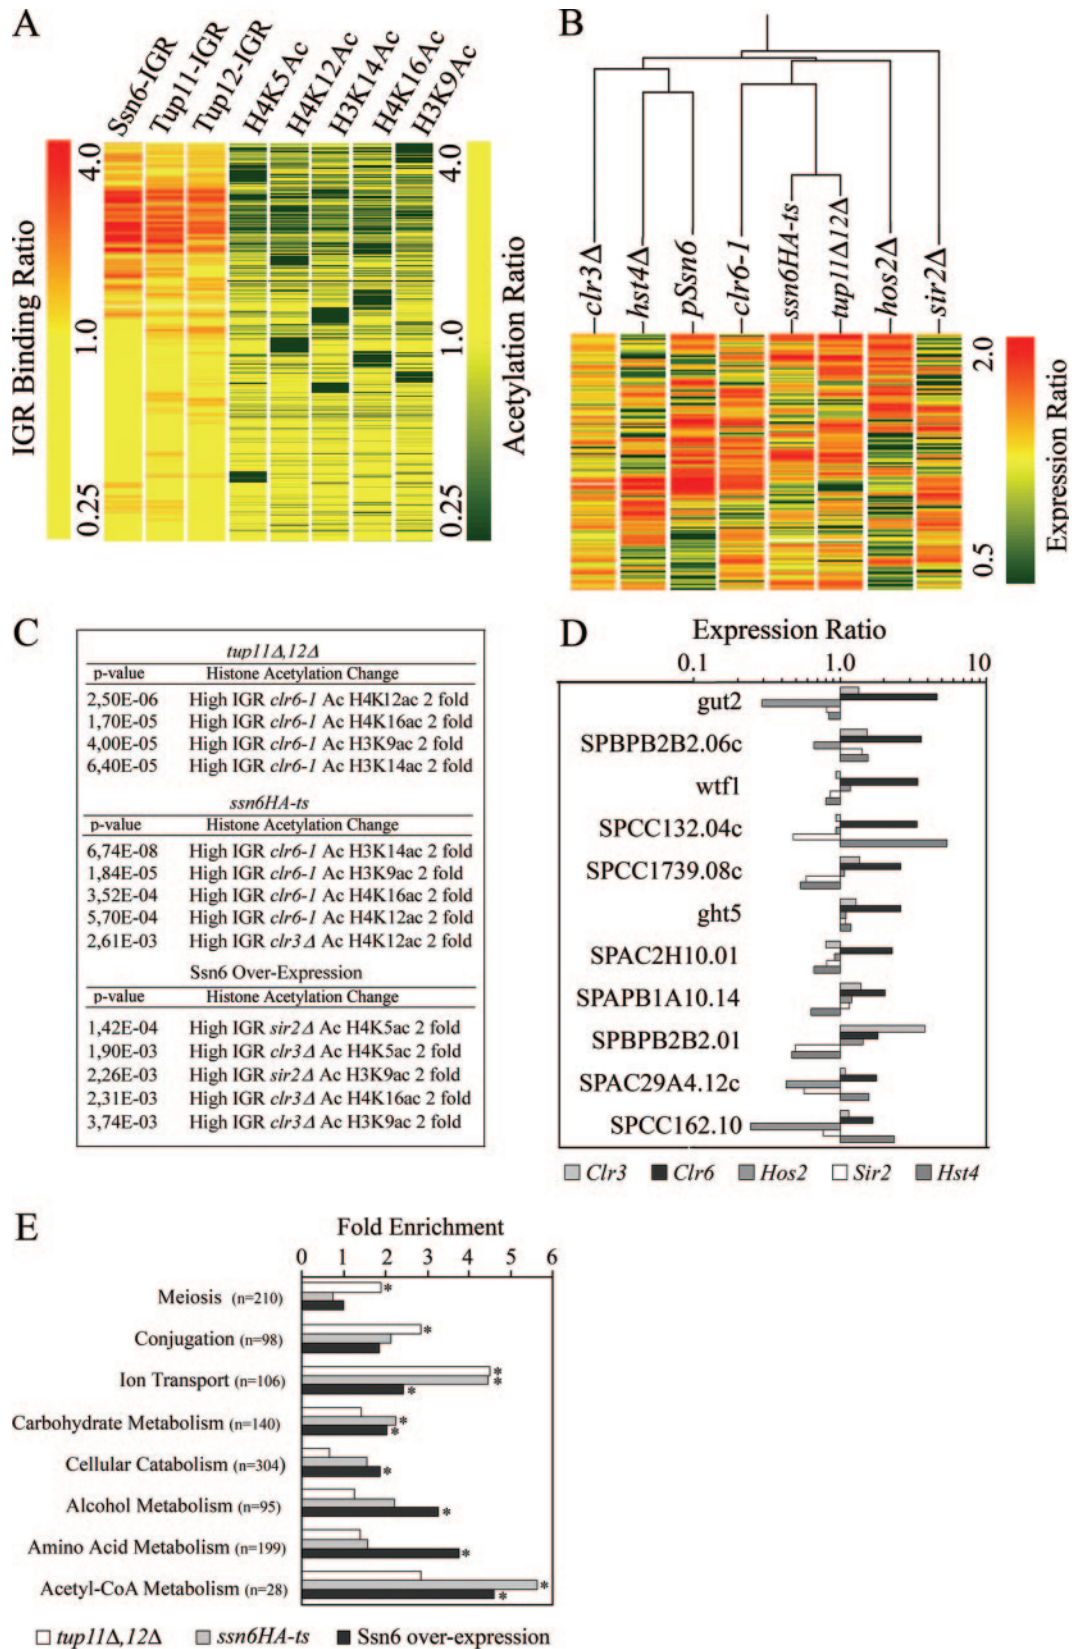 A
Ssn6-IGR
Tup11-IGR
Tup12-IGR
H4K5Ac
H4K12Ac
H3K14Ac
H4K16Ac
H3K9Ac
IGR Binding Ratio
4.0
1.0
0.25
4.0
1.0
0.25
Acetylation Ratio
B
clr3Δ
hst4Δ
pSsn6
clr6-1
ssn6HA-ts
tup11Δ12Δ
hos2Δ
sir2Δ
2.0
0.5
Expression Ratio
C
tup11Δ,12Δ
p-value Histone Acetylation Change
2,50E-06 High IGR clr6-1 Ac H4K12ac 2 fold
1,70E-05 High IGR clr6-1 Ac H4K16ac 2 fold
4,00E-05 High IGR clr6-1 Ac H3K9ac 2 fold
6,40E-05 High IGR clr6-1 Ac H3K14ac 2 fold
ssn6HA-ts
p-value Histone Acetylation Change
6,74E-08 High IGR clr6-1 Ac H3K14ac 2 fold
1,84E-05 High IGR clr6-1 Ac H3K9ac 2 fold
3,52E-04 High IGR clr6-1 Ac H4K16ac 2 fold
5,70E-04 High IGR clr6-1 Ac H4K12ac 2 fold
2,61E-03 High IGR clr3Δ Ac H4K12ac 2 fold
Ssn6 Over-Expression
p-value Histone Acetylation Change
1,42E-04 High IGR sir2Δ Ac H4K5ac 2 fold
1,90E-03 High IGR clr3Δ Ac H4K5ac 2 fold
2,26E-03 High IGR sir2Δ Ac H3K9ac 2 fold
2,31E-03 High IGR clr3Δ Ac H4K16ac 2 fold
3,74E-03 High IGR clr3Δ Ac H3K9ac 2 fold
D
Expression Ratio
0.1 1.0 10
gut2
SPBPB2B2.06c
wtf1
SPCC132.04c
SPCC1739.08c
ght5
SPAC2H10.01
SPAPB1A10.14
SPBPB2B2.01
SPAC29A4.12c
SPCC162.10
Clr3 Clr6 Hos2 Sir2 Hst4
E
Fold Enrichment
0 1 2 3 4 5 6
Meiosis (n=210) *
Conjugation (n=98) *
Ion Transport (n=106) * * *
Carbohydrate Metabolism (n=140) * *
Cellular Catabolism (n=304) *
Alcohol Metabolism (n=95) *
Amino Acid Metabolism (n=199) *
Acetyl-CoA Metabolism (n=28) * *
tup11Δ,12Δ ssn6HA-ts Ssn6 over-expression